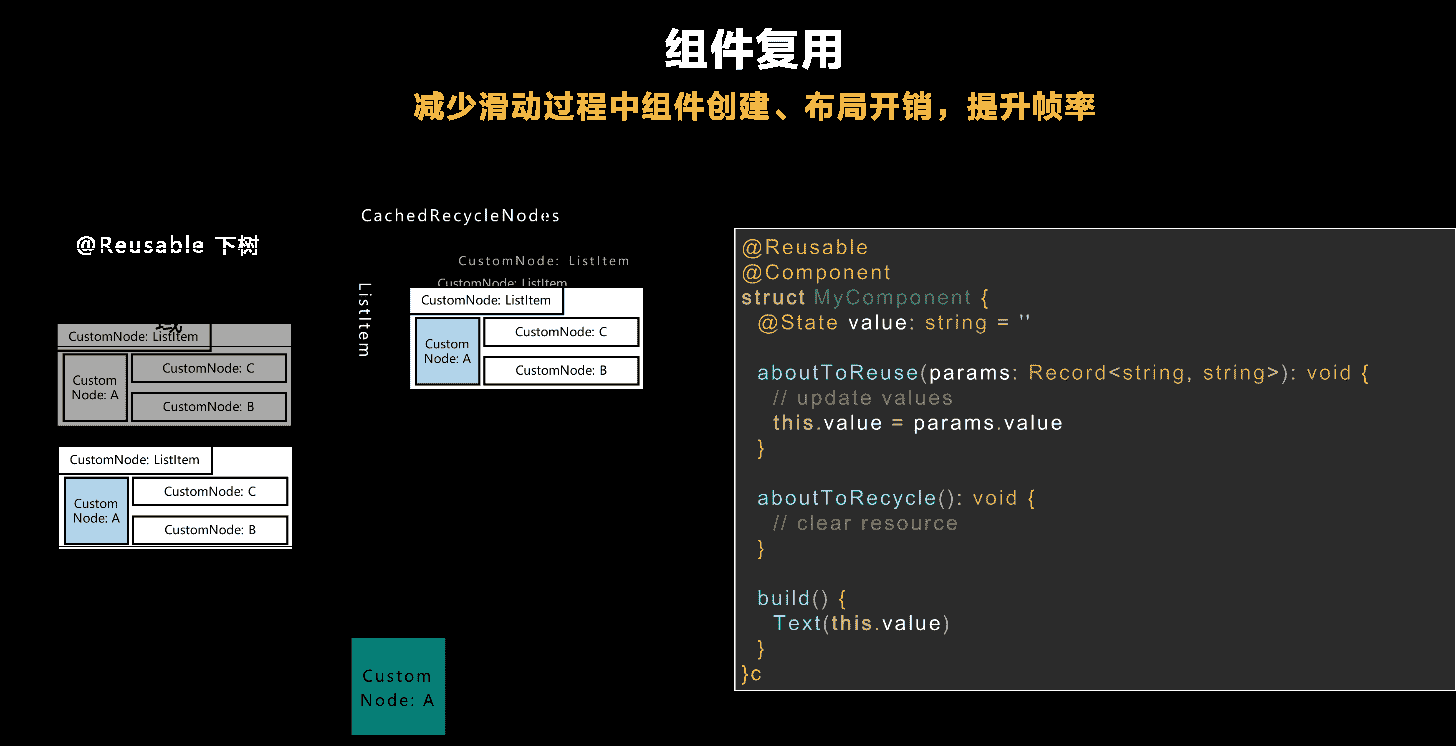 组件复用
减少滑动过程中组件创建、布局开销，提升帧率
@Reusable 下树
CustomNode: ListItem
Custom
Node: A
CustomNode: C
CustomNode: B
CustomNode: ListItem
Custom
Node: A
CustomNode: C
CustomNode: B
CachedRecycleNodes
CustomNode: ListItem
CustomNode: ListItem
ListItem
CustomNode: ListItem
Custom
Node: A
CustomNode: C
CustomNode: B
Custom
Node: A
@Reusable
@Component
struct MyComponent {
@State value: string = ''
aboutToReuse(params: Record<string, string>): void {
// update values
this.value = params.value
}
aboutToRecycle(): void {
// clear resource
}
build() {
Text(this.value)
}
}c